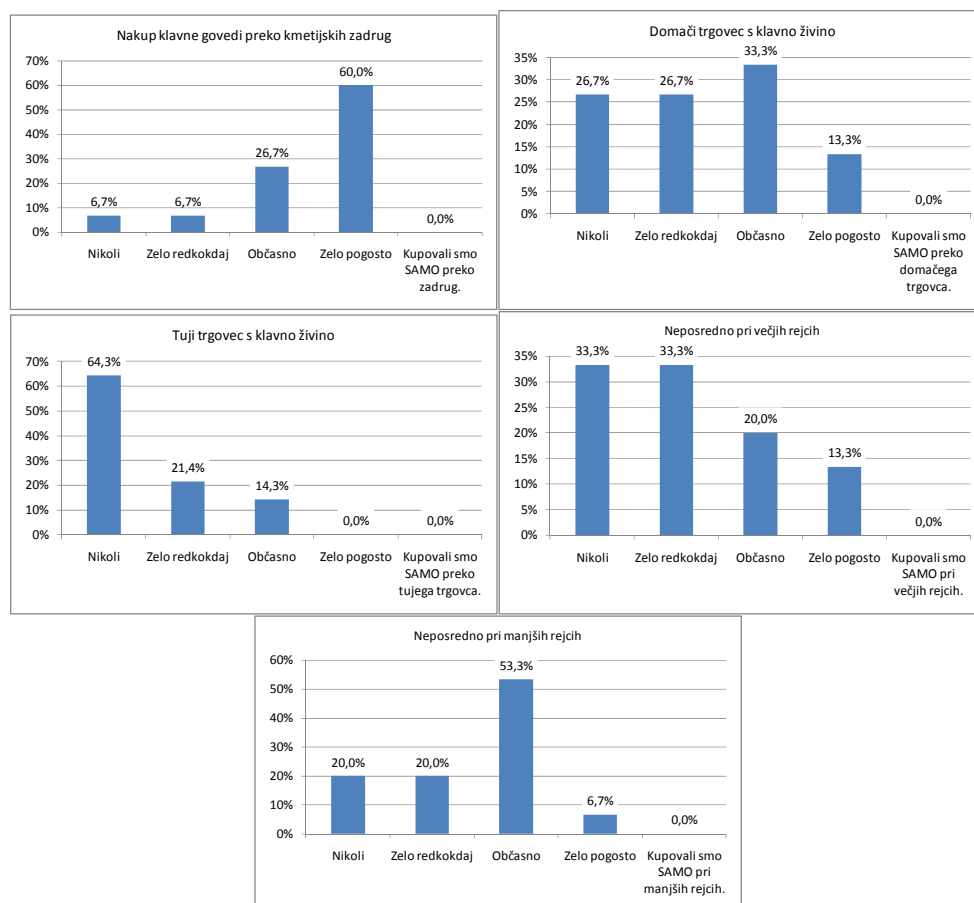 Nakup klavne govedi preko kmetijskih zadrug
70%
60%
50%
40%
30%
20%
10%
0%
6,7%
6,7%
26,7%
60,0%
0,0%
Nikoli
Zelo redkokdaj
Občasno
Zelo pogosto
Kupovali smo
SAMO preko
zadrug.
Domači trgovec s klavno živino
35%
30%
25%
20%
15%
10%
5%
0%
26,7%
26,7%
33,3%
13,3%
0,0%
Nikoli
Zelo redkokdaj
Občasno
Zelo pogosto
Kupovali smo
SAMO preko
domačega
trgovca.
Tuji trgovec s klavno živino
70%
60%
50%
40%
30%
20%
10%
0%
64,3%
21,4%
14,3%
0,0%
0,0%
Nikoli
Zelo redkokdaj
Občasno
Zelo pogosto
Kupovali smo
SAMO preko
tujega trgovca.
Neposredno pri večjih rejcih
35%
30%
25%
20%
15%
10%
5%
0%
33,3%
33,3%
20,0%
13,3%
0,0%
Nikoli
Zelo redkokdaj
Občasno
Zelo pogosto
Kupovali smo
SAMO pri
večjih rejcih.
Neposredno pri manjših rejcih
60%
50%
40%
30%
20%
10%
0%
20,0%
20,0%
53,3%
6,7%
0,0%
Nikoli
Zelo redkokdaj
Občasno
Zelo pogosto
Kupovali smo
SAMO pri
manjših rejcih.